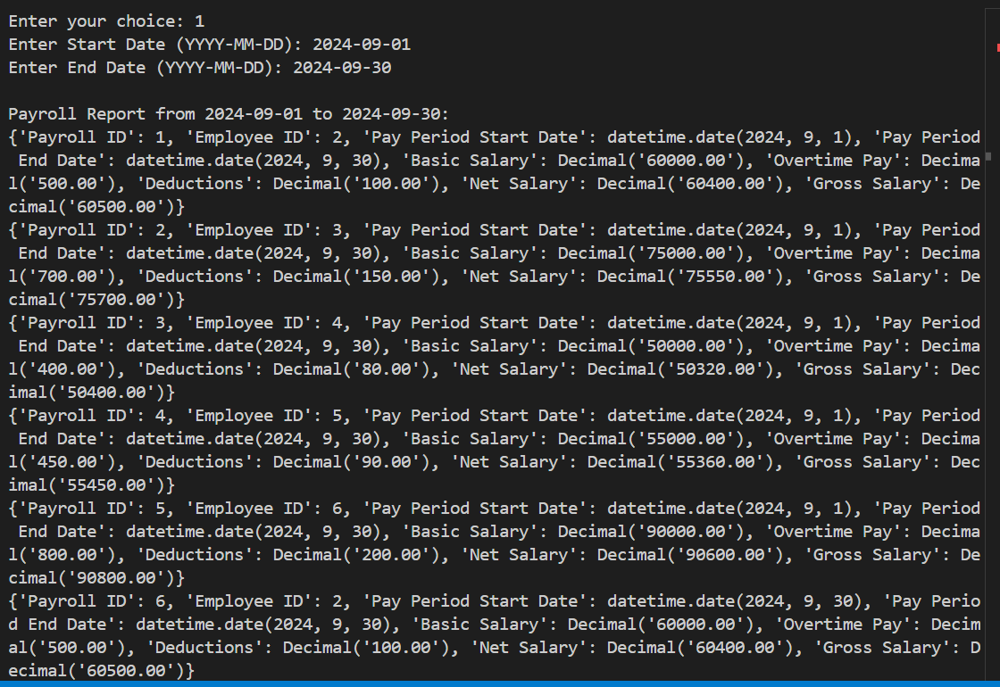 Enter your choice: 1
Enter Start Date (YYYY-MM-DD): 2024-09-01
Enter End Date (YYYY-MM-DD): 2024-09-30
Payroll Report from 2024-09-01 to 2024-09-30:
{'Payroll ID': 1, 'Employee ID': 2, 'Pay Period Start Date': datetime.date(2024, 9, 1), 'Pay Period
 End Date': datetime.date(2024, 9, 30), 'Basic Salary': Decimal('60000.00'), 'Overtime Pay': Decima
l('500.00'), 'Deductions': Decimal('100.00'), 'Net Salary': Decimal('60400.00'), 'Gross Salary': De
cimal('60500.00')}
{'Payroll ID': 2, 'Employee ID': 3, 'Pay Period Start Date': datetime.date(2024, 9, 1), 'Pay Period
 End Date': datetime.date(2024, 9, 30), 'Basic Salary': Decimal('75000.00'), 'Overtime Pay': Decima
l('700.00'), 'Deductions': Decimal('150.00'), 'Net Salary': Decimal('75550.00'), 'Gross Salary': De
cimal('75700.00')}
{'Payroll ID': 3, 'Employee ID': 4, 'Pay Period Start Date': datetime.date(2024, 9, 1), 'Pay Period
 End Date': datetime.date(2024, 9, 30), 'Basic Salary': Decimal('50000.00'), 'Overtime Pay': Decima
l('400.00'), 'Deductions': Decimal('80.00'), 'Net Salary': Decimal('50320.00'), 'Gross Salary': Dec
imal('50400.00')}
{'Payroll ID': 4, 'Employee ID': 5, 'Pay Period Start Date': datetime.date(2024, 9, 1), 'Pay Period
 End Date': datetime.date(2024, 9, 30), 'Basic Salary': Decimal('55000.00'), 'Overtime Pay': Decima
l('450.00'), 'Deductions': Decimal('90.00'), 'Net Salary': Decimal('55360.00'), 'Gross Salary': Dec
imal('55450.00')}
{'Payroll ID': 5, 'Employee ID': 6, 'Pay Period Start Date': datetime.date(2024, 9, 1), 'Pay Period
 End Date': datetime.date(2024, 9, 30), 'Basic Salary': Decimal('90000.00'), 'Overtime Pay': Decima
l('800.00'), 'Deductions': Decimal('200.00'), 'Net Salary': Decimal('90600.00'), 'Gross Salary': De
cimal('90800.00')}
{'Payroll ID': 6, 'Employee ID': 2, 'Pay Period Start Date': datetime.date(2024, 9, 30), 'Pay Perio
d End Date': datetime.date(2024, 9, 30), 'Basic Salary': Decimal('60000.00'), 'Overtime Pay': Decim
al('500.00'), 'Deductions': Decimal('100.00'), 'Net Salary': Decimal('60400.00'), 'Gross Salary': D
ecimal('60500.00')}